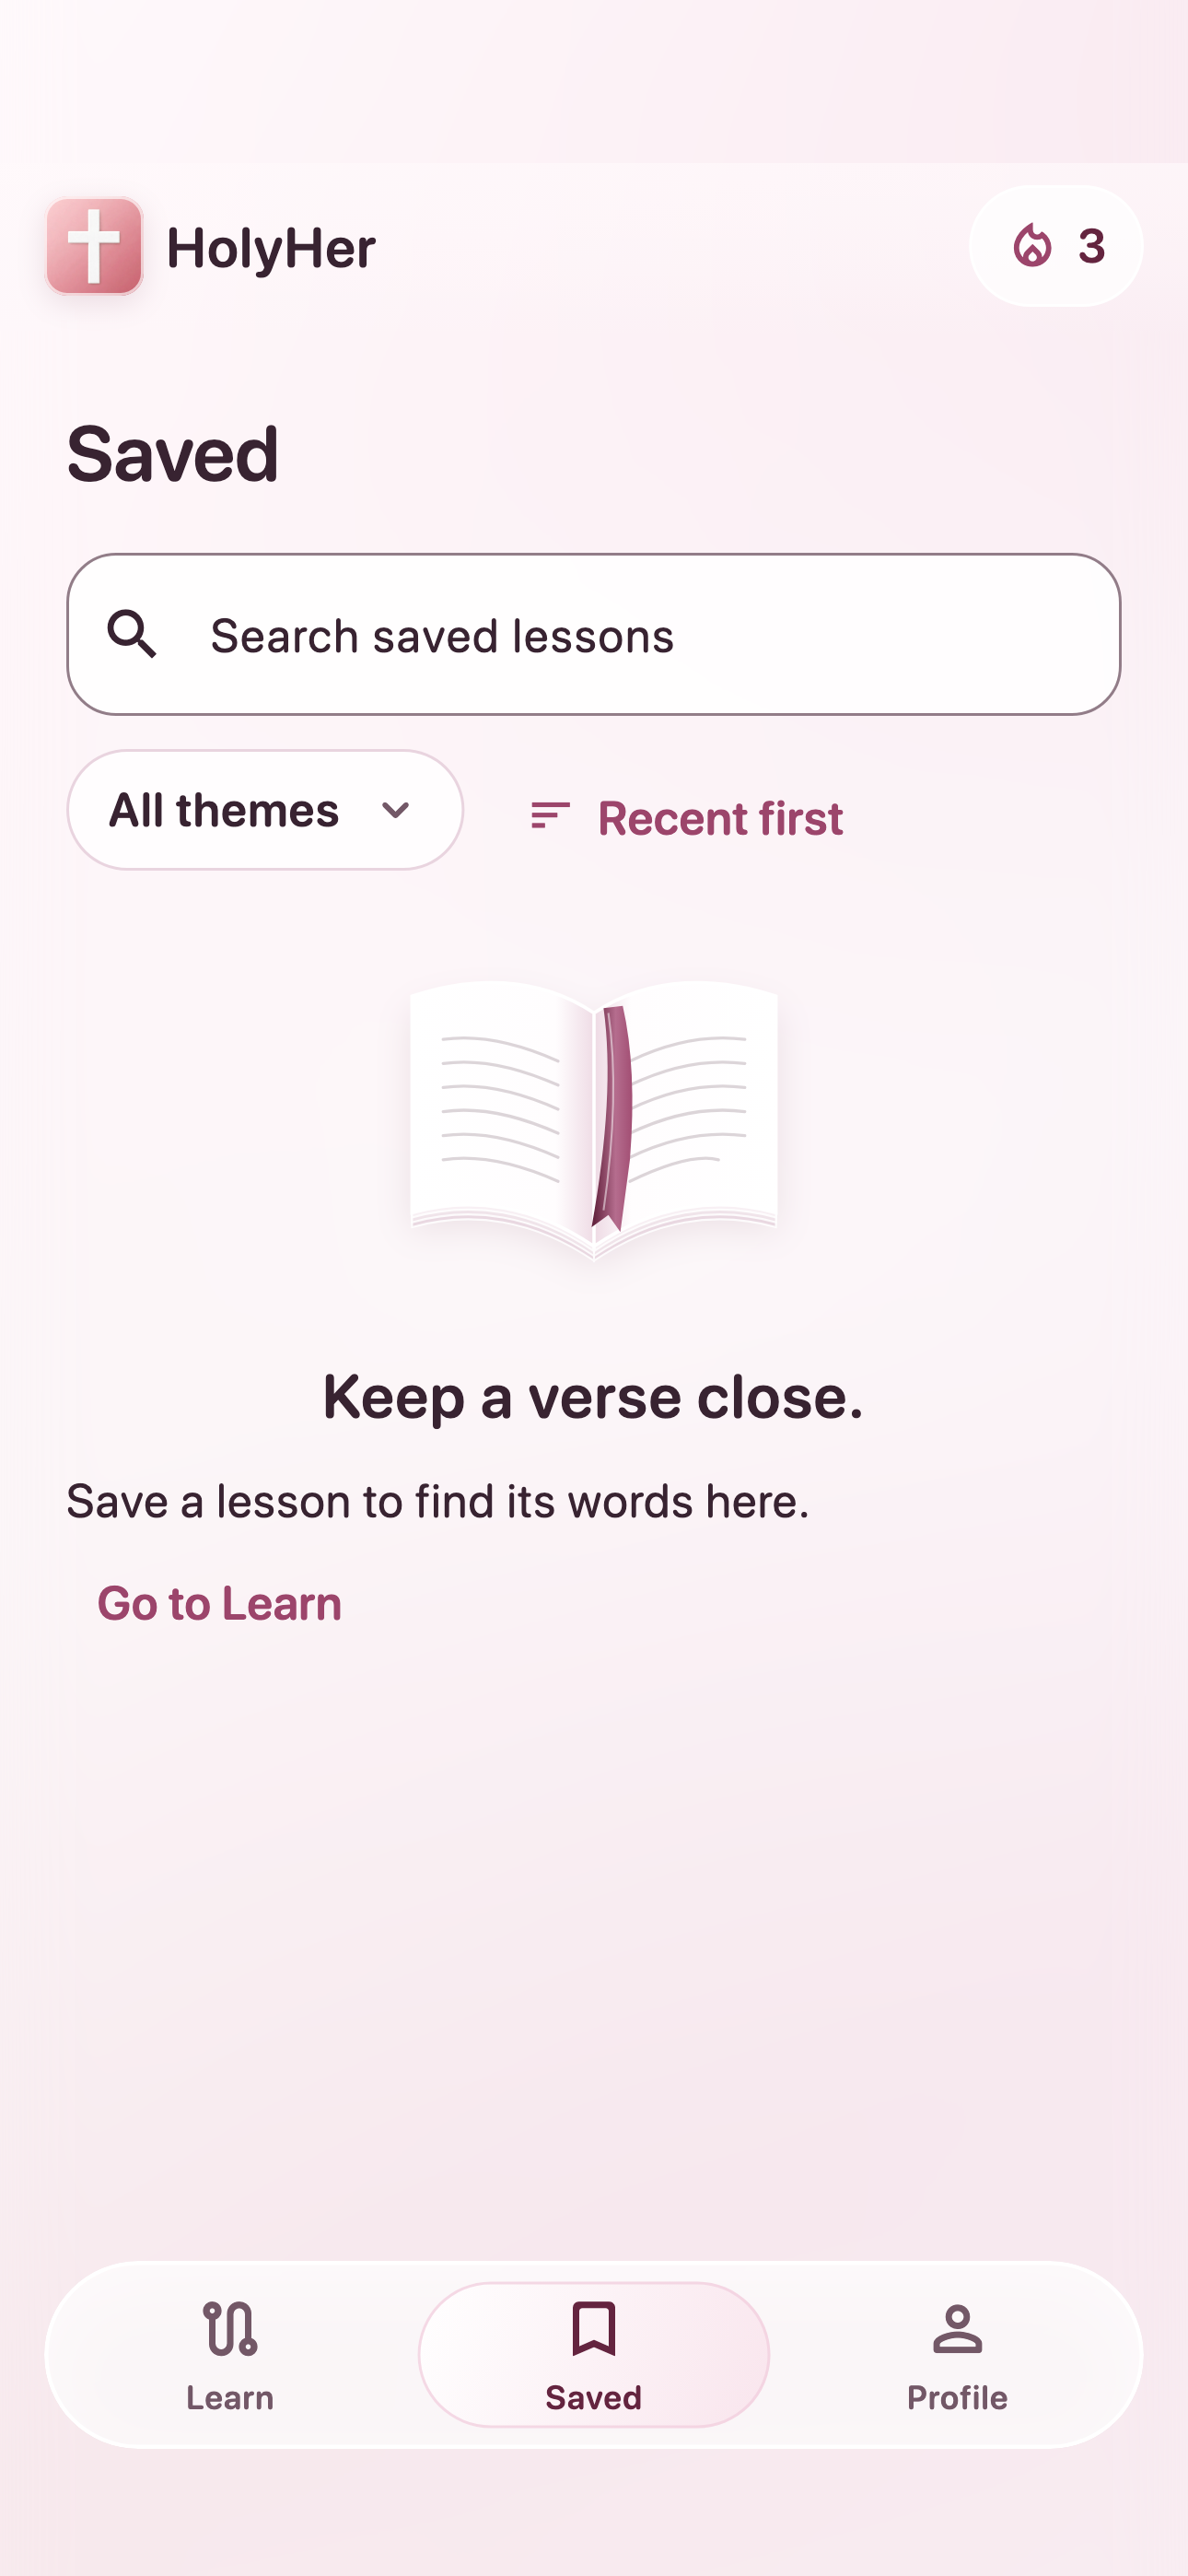 HolyHer
3
Saved
Search saved lessons
All themes
Recent first
Keep a verse close.
Save a lesson to find its words here.
Go to Learn
Learn
Saved
Profile